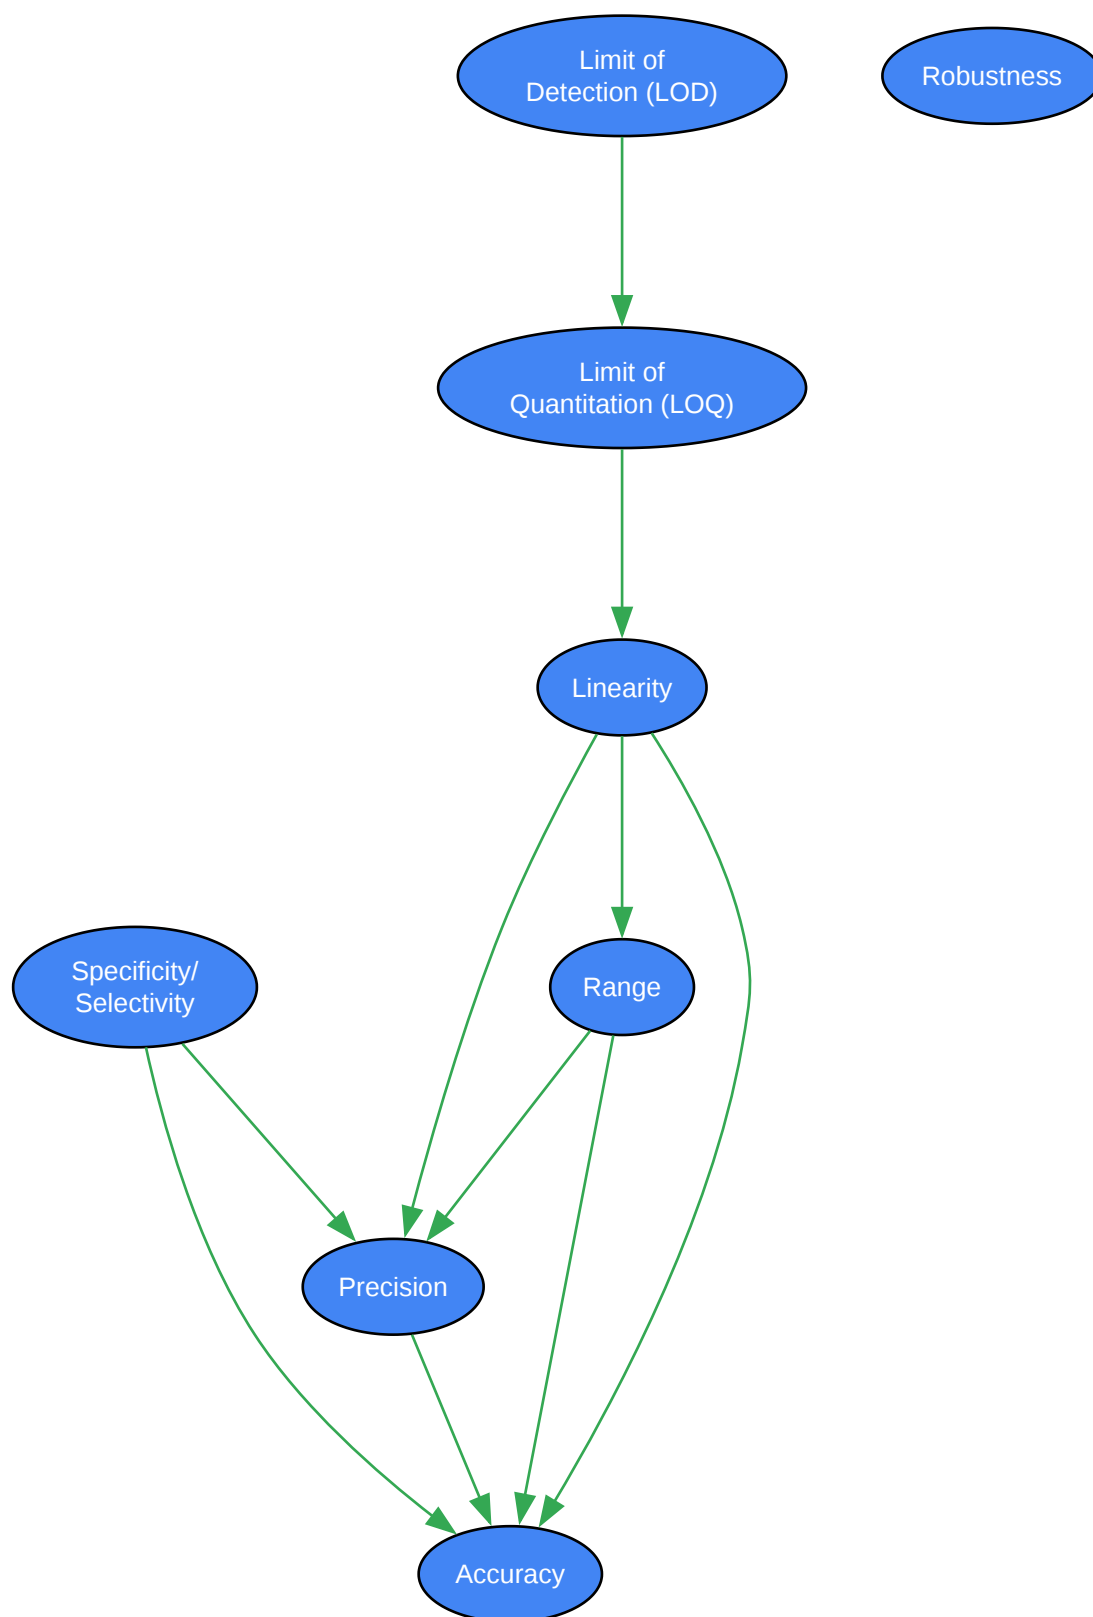 Limit of
Detection (LOD)
Robustness
Limit of
Quantitation (LOQ)
Linearity
Specificity/
Selectivity
Range
Precision
Accuracy